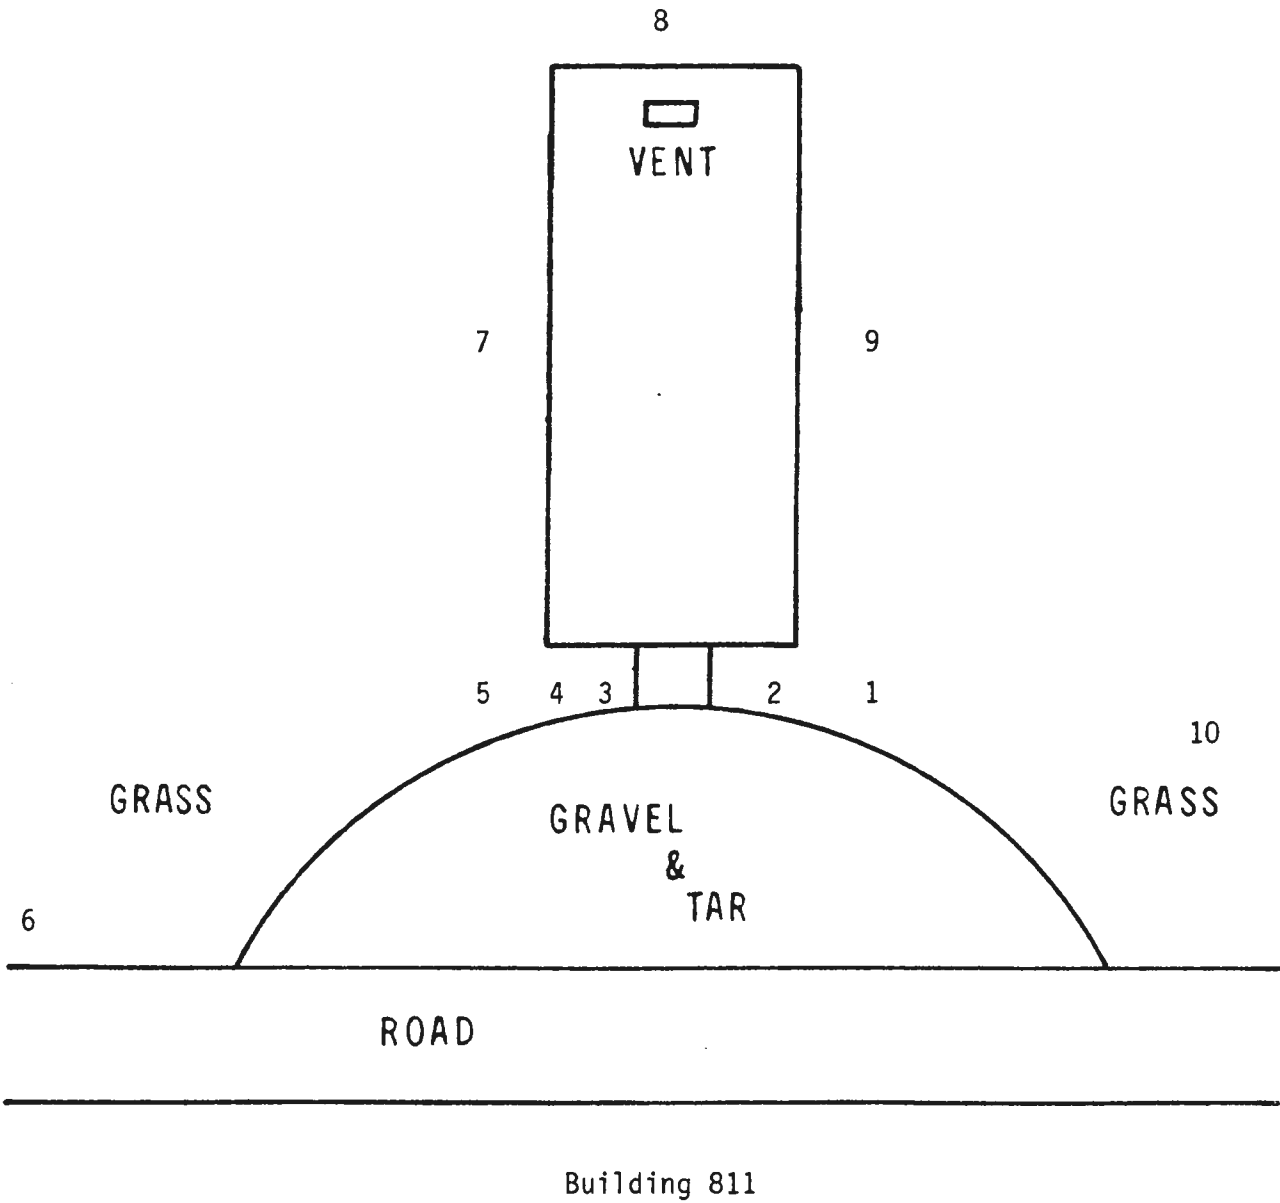 8
VENT
7 9
5 4 3 2 1
10
GRASS GRAVEL GRASS
&
TAR
6
ROAD
Building 811